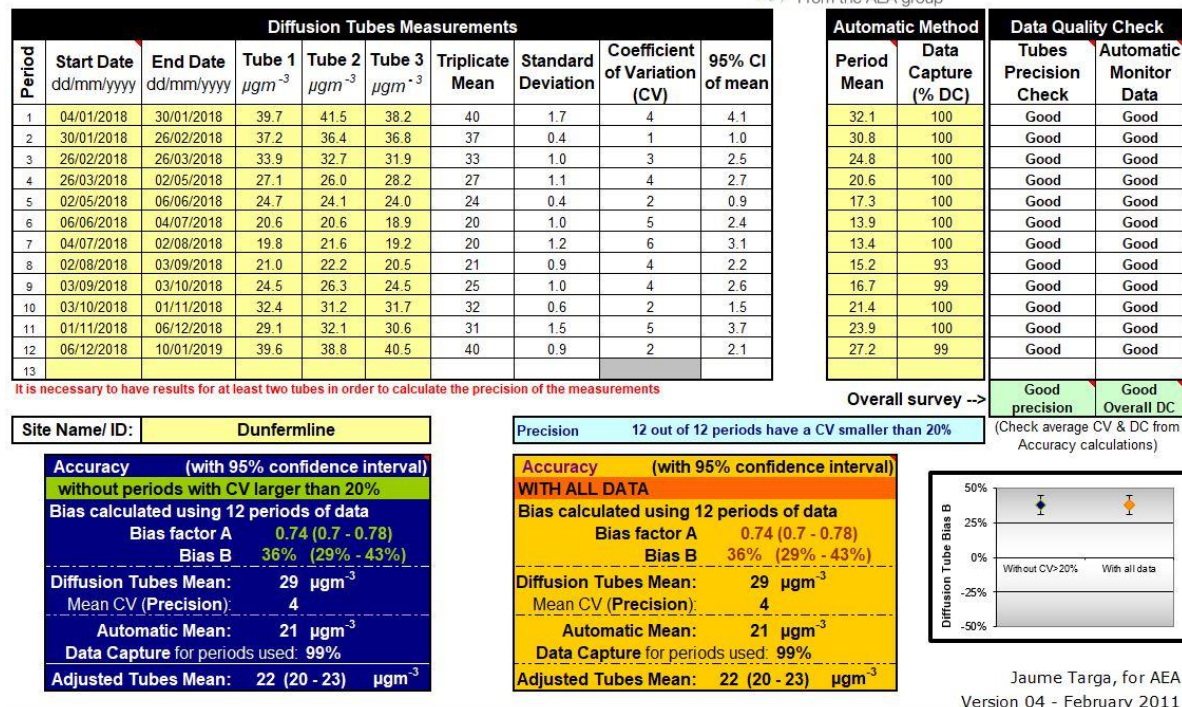 From the AEA group
Diffusion Tubes Measurements
Automatic Method
Data Quality Check
Period Start Date dd/mm/yyyy End Date dd/mm/yyyy Tube 1 µgm-3 Tube 2 µgm-3 Tube 3 µgm-3 Triplicate Mean Standard Deviation Coefficient of Variation (CV) 95% CI of mean Period Mean Data Capture (% DC) Tubes Precision Check Automatic Monitor Data
1 04/01/2018 30/01/2018 39.7 41.5 38.2 40 1.7 4 4.1 32.1 100 Good Good
2 30/01/2018 26/02/2018 37.2 36.4 36.8 37 0.4 1 1.0 30.8 100 Good Good
3 26/02/2018 26/03/2018 33.9 32.7 31.9 33 1.0 3 2.5 24.8 100 Good Good
4 26/03/2018 02/05/2018 27.1 26.0 28.2 27 1.1 4 2.7 20.6 100 Good Good
5 02/05/2018 06/06/2018 24.7 24.1 24.0 24 0.4 2 0.9 17.3 100 Good Good
6 06/06/2018 04/07/2018 20.6 20.6 18.9 20 1.0 5 2.4 13.9 100 Good Good
7 04/07/2018 02/08/2018 19.8 21.6 19.2 20 1.2 6 3.1 13.4 100 Good Good
8 02/08/2018 03/09/2018 21.0 22.2 20.5 21 0.9 4 2.2 15.2 93 Good Good
9 03/09/2018 03/10/2018 24.5 26.3 24.5 25 1.0 4 2.6 16.7 99 Good Good
10 03/10/2018 01/11/2018 32.4 31.2 31.7 32 0.6 2 1.5 21.4 100 Good Good
11 01/11/2018 06/12/2018 29.1 32.1 30.6 31 1.5 5 3.7 23.9 100 Good Good
12 06/12/2018 10/01/2019 39.6 38.8 40.5 40 0.9 2 2.1 27.2 99 Good Good
13
It is necessary to have results for at least two tubes in order to calculate the precision of the measurements
Overall survey --> Good precision Good Overall DC
(Check average CV & DC from Accuracy calculations)
Site Name/ ID: Dunfermline
Precision 12 out of 12 periods have a CV smaller than 20%
Accuracy (with 95% confidence interval)
without periods with CV larger than 20%
Bias calculated using 12 periods of data
Bias factor A 0.74 (0.7 - 0.78)
Bias B 36% (29% - 43%)
Diffusion Tubes Mean: 29 µgm-3
Mean CV (Precision): 4
Automatic Mean: 21 µgm-3
Data Capture for periods used: 99%
Adjusted Tubes Mean: 22 (20 - 23) µgm-3
Accuracy (with 95% confidence interval)
WITH ALL DATA
Bias calculated using 12 periods of data
Bias factor A 0.74 (0.7 - 0.78)
Bias B 36% (29% - 43%)
Diffusion Tubes Mean: 29 µgm-3
Mean CV (Precision): 4
Automatic Mean: 21 µgm-3
Data Capture for periods used: 99%
Adjusted Tubes Mean: 22 (20 - 23) µgm-3
Diffusion Tube Bias B
50%
25%
0%
-25%
-50%
Without CV>20% With all data
Jaume Targa, for AEA
Version 04 - February 2011